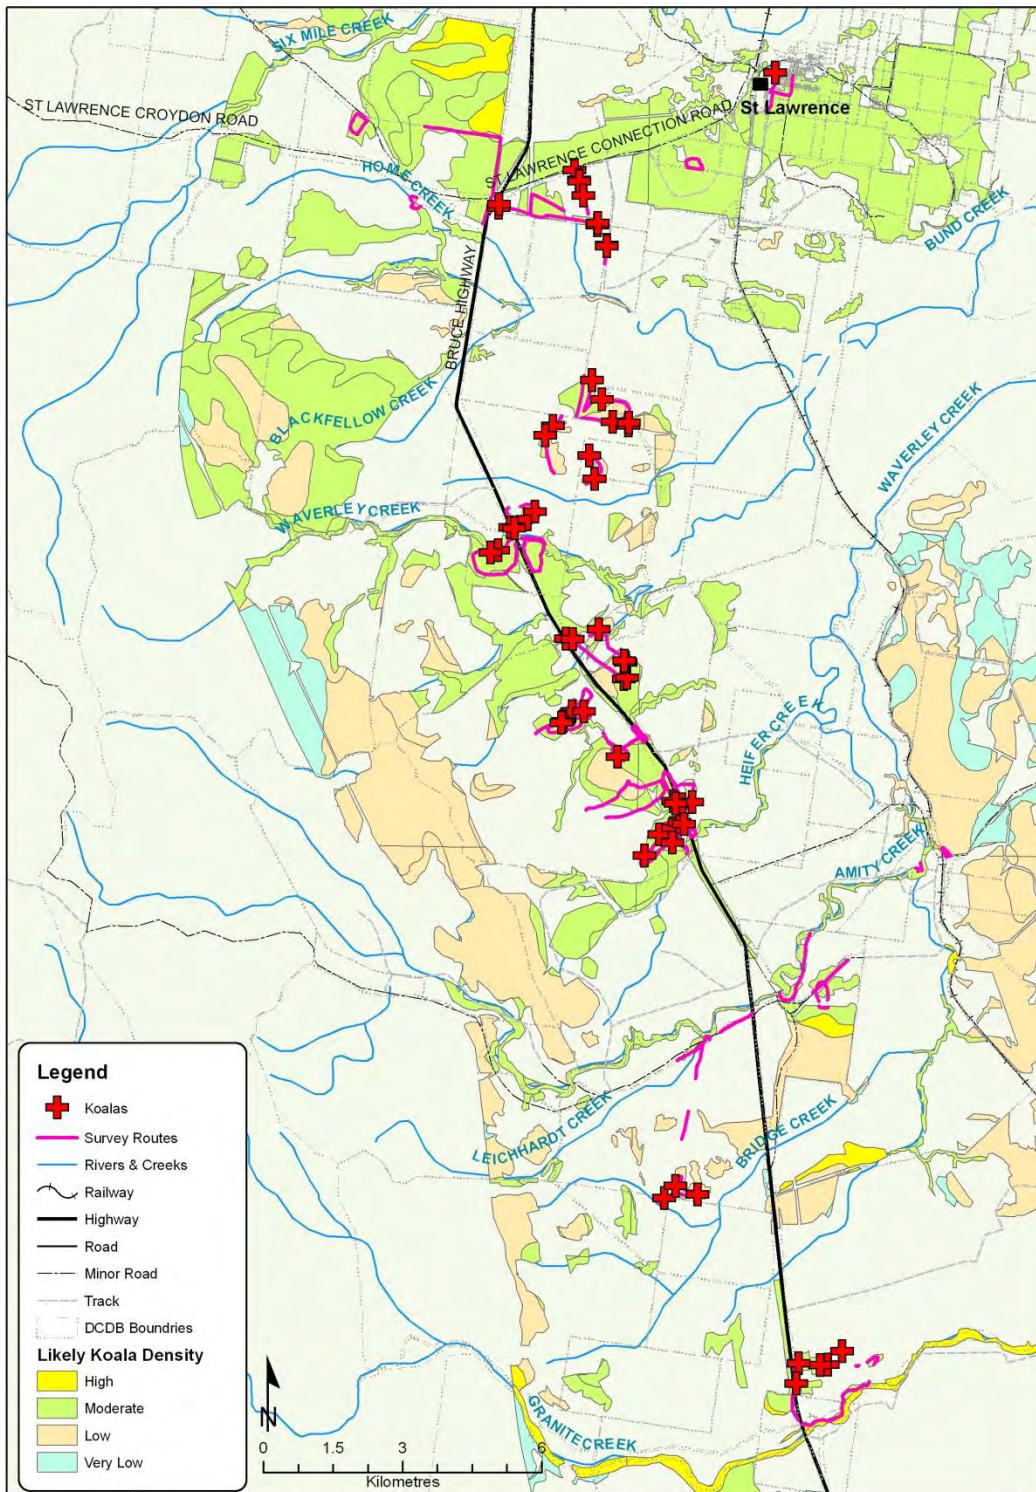 SIX MILE CREEK
ST LAWRENCE CROYDON ROAD
St Lawrence
ST LAWRENCE CONNECTION ROAD
HOME CREEK
BUND CREEK
BRUCE HIGHWAY
BLACKFELLOW CREEK
WAVERLEY CREEK
WAVERLEY CREEK
HEIFER CREEK
AMITY CREEK
LEICHHARDT CREEK
BRIDGE CREEK
GRANITE CREEK
Legend
Koalas
Survey Routes
Rivers & Creeks
Railway
Highway
Road
Minor Road
Track
DCDB Boundries
Likely Koala Density
High
Moderate
Low
Very Low
N
0 1.5 3 6
Kilometres